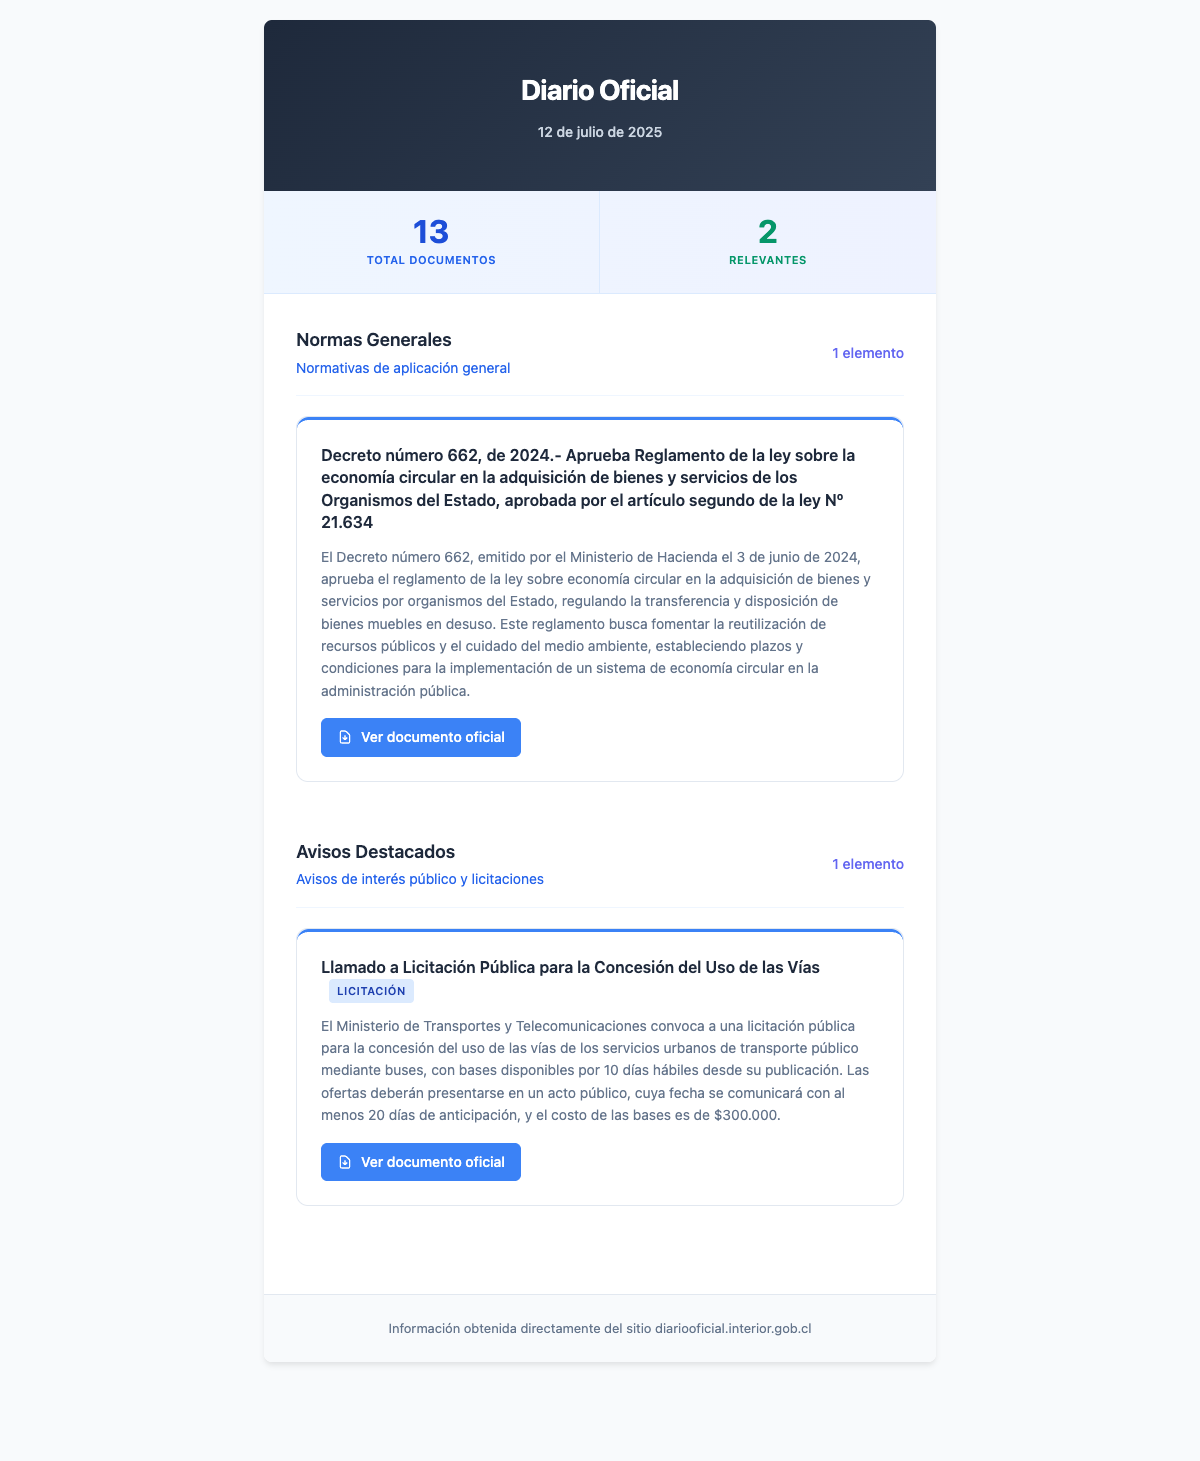 Diario Oficial
12 de julio de 2025
13
TOTAL DOCUMENTOS
2
RELEVANTES
Normas Generales
Normativas de aplicación general
1 elemento
Decreto número 662, de 2024.- Aprueba Reglamento de la ley sobre la
economía circular en la adquisición de bienes y servicios de los
Organismos del Estado, aprobada por el artículo segundo de la ley Nº
21.634
El Decreto número 662, emitido por el Ministerio de Hacienda el 3 de junio de 2024,
aprueba el reglamento de la ley sobre economía circular en la adquisición de bienes y
servicios por organismos del Estado, regulando la transferencia y disposición de
bienes muebles en desuso. Este reglamento busca fomentar la reutilización de
recursos públicos y el cuidado del medio ambiente, estableciendo plazos y
condiciones para la implementación de un sistema de economía circular en la
administración pública.
Ver documento oficial
Avisos Destacados
Avisos de interés público y licitaciones
1 elemento
Llamado a Licitación Pública para la Concesión del Uso de las Vías
LICITACIÓN
El Ministerio de Transportes y Telecomunicaciones convoca a una licitación pública
para la concesión del uso de las vías de los servicios urbanos de transporte público
mediante buses, con bases disponibles por 10 días hábiles desde su publicación. Las
ofertas deberán presentarse en un acto público, cuya fecha se comunicará con al
menos 20 días de anticipación, y el costo de las bases es de $300.000.
Ver documento oficial
Información obtenida directamente del sitio diariooficial.interior.gob.cl